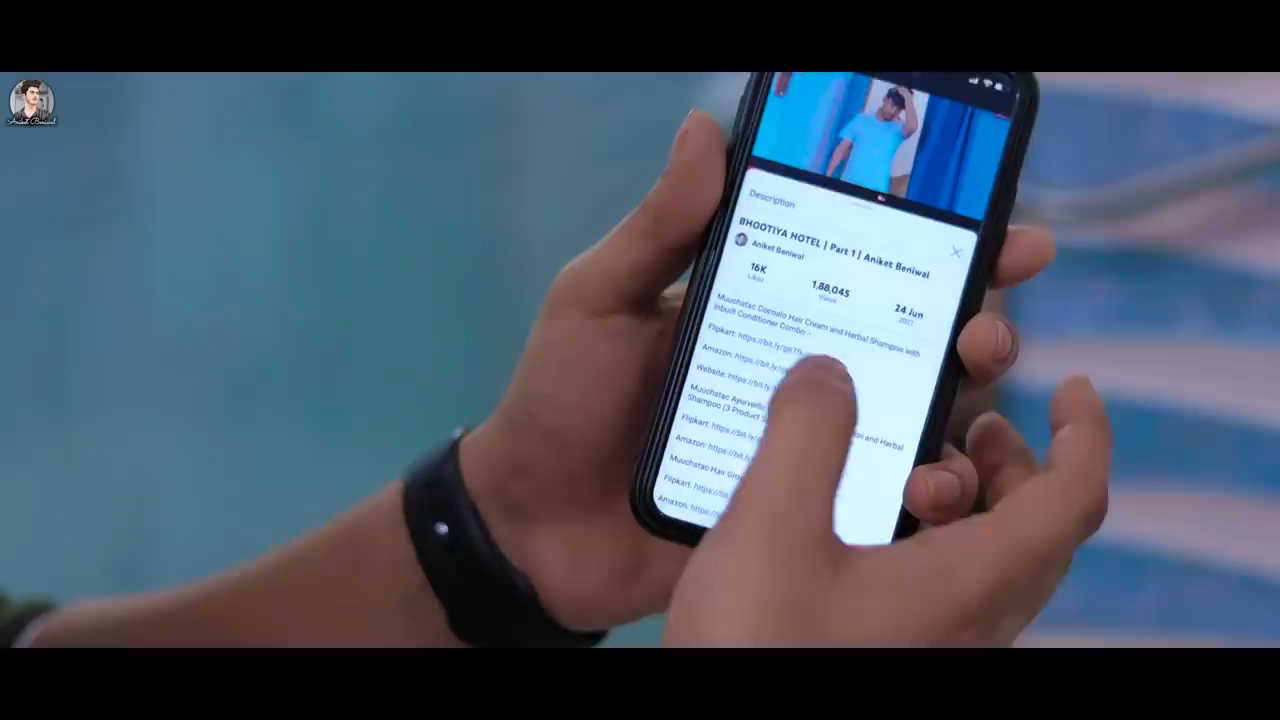 Aniket Beniwal
Description
BHOOTIYA HOTEL | Part 1 | Aniket Beniwal
Aniket Beniwal
16K
Likes
1,88,045
Views
24 Jun
Muuchstac Cocoalo Hair Cream and Herbal Shampoo with
Inbuilt Conditioner Combo -
Flipkart: https://bit.ly/
Amazon: https://bit.ly/
Website: https://bit.ly/
Muuchstac Ayurvedic
Shampoo (3 Product
and Herbal
Flipkart: https://bit.ly/
Amazon: https://bit.ly/
Muuchstac Hair
Flipkart: https://bit.ly/
Amazon: https:/